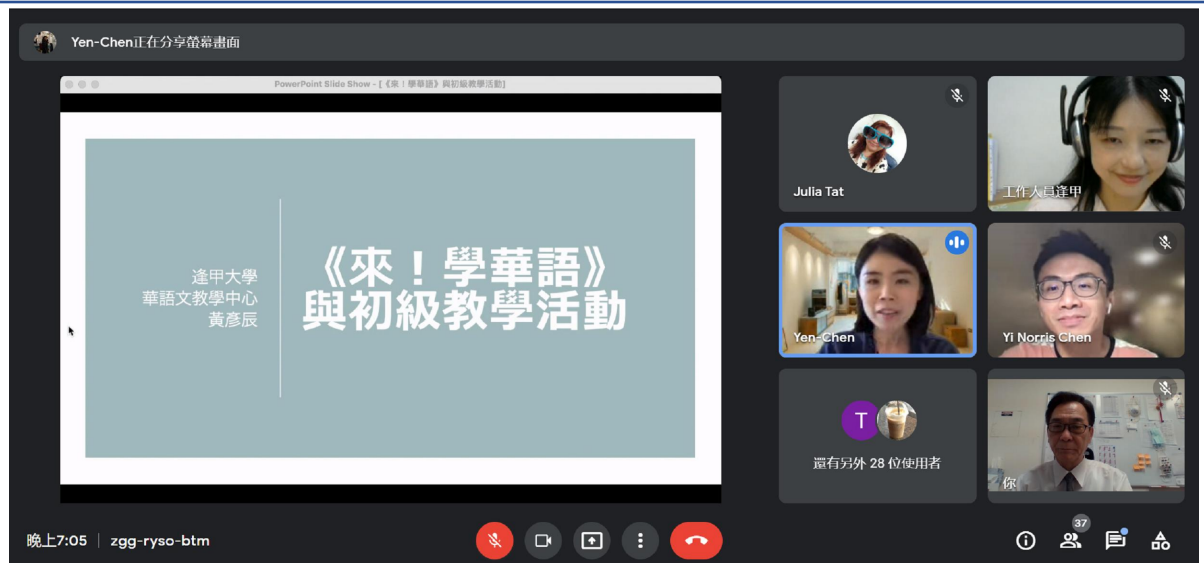 Yen-Chen正在分享螢幕畫面
PowerPoint Slide Show - [《來！學華語》與初級教學活動]
逢甲大學
華語文教學中心
黃彥辰
《來！學華語》
與初級教學活動
Julia Tat
工作人員逢甲
Yen-Chen
Yi Norris Chen
T
還有另外 28 位使用者
你
晚上7:05 | zgg-ryso-btm
37